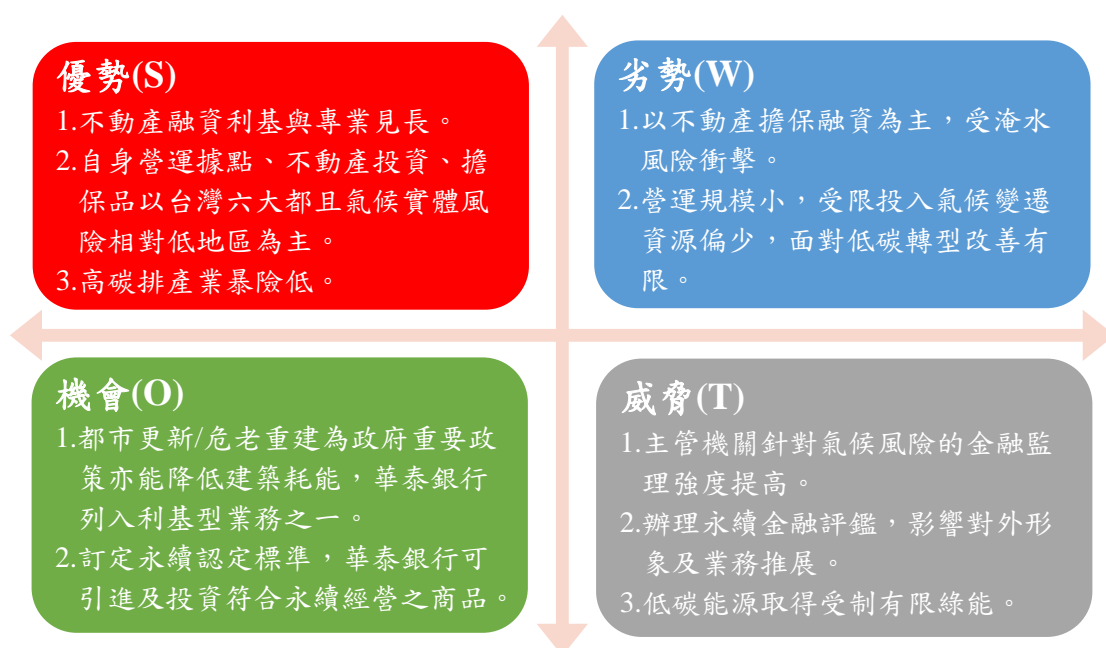 優勢(S)
1.不動產融資利基與專業見長。
2.自身營運據點、不動產投資、擔
保品以台灣六大都且氣候實體風
險相對低地區為主。
3.高碳排產業暴險低。
劣勢(W)
1.以不動產擔保融資為主,受淹水
風險衝擊。
2.營運規模小,受限投入氣候變遷
資源偏少,面對低碳轉型改善有
限。
機會(O)
1.都市更新/危老重建為政府重要政
策亦能降低建築耗能,華泰銀行
列入利基型業務之一。
2.訂定永續認定標準,華泰銀行可
引進及投資符合永續經營之商品。
威脅(T)
1.主管機關針對氣候風險的金融監
理強度提高。
2.辦理永續金融評鑑,影響對外形
象及業務推展。
3.低碳能源取得受制有限綠能。